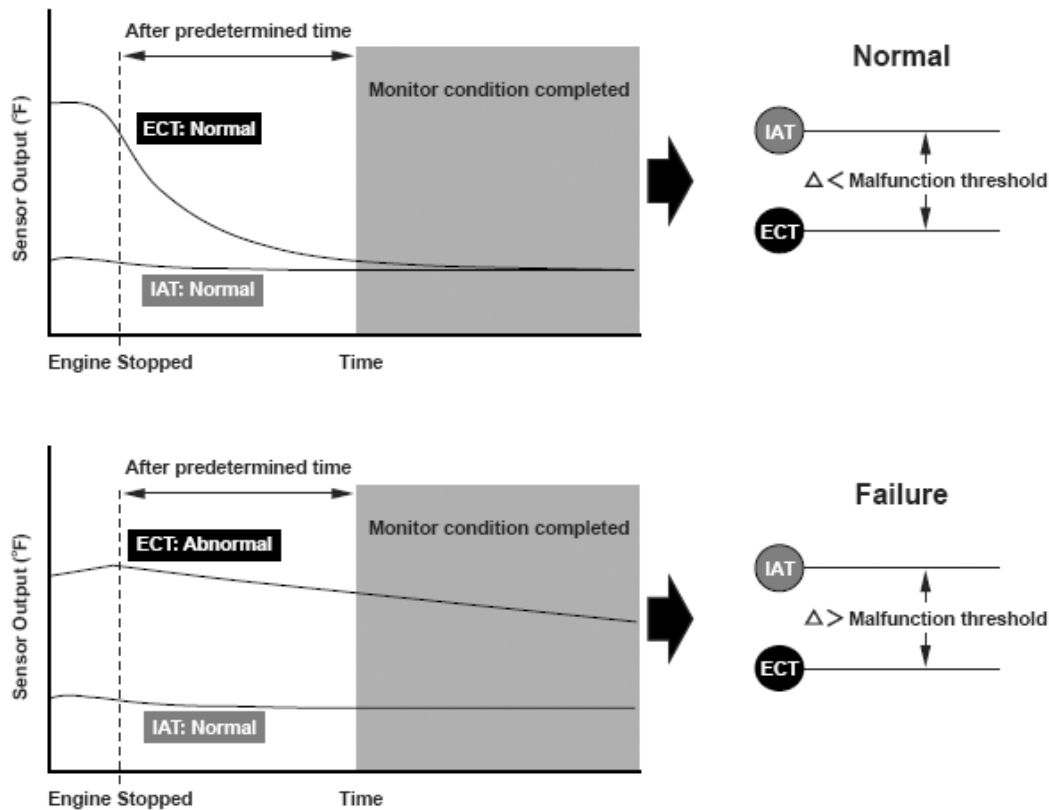 After predetermined time
Monitor condition completed
Sensor Output (°F)
ECT: Normal
IAT: Normal
Engine Stopped
Time
Normal
IAT
Δ < Malfunction threshold
ECT
After predetermined time
Monitor condition completed
Sensor Output (°F)
ECT: Abnormal
IAT: Normal
Engine Stopped
Time
Failure
IAT
Δ > Malfunction threshold
ECT